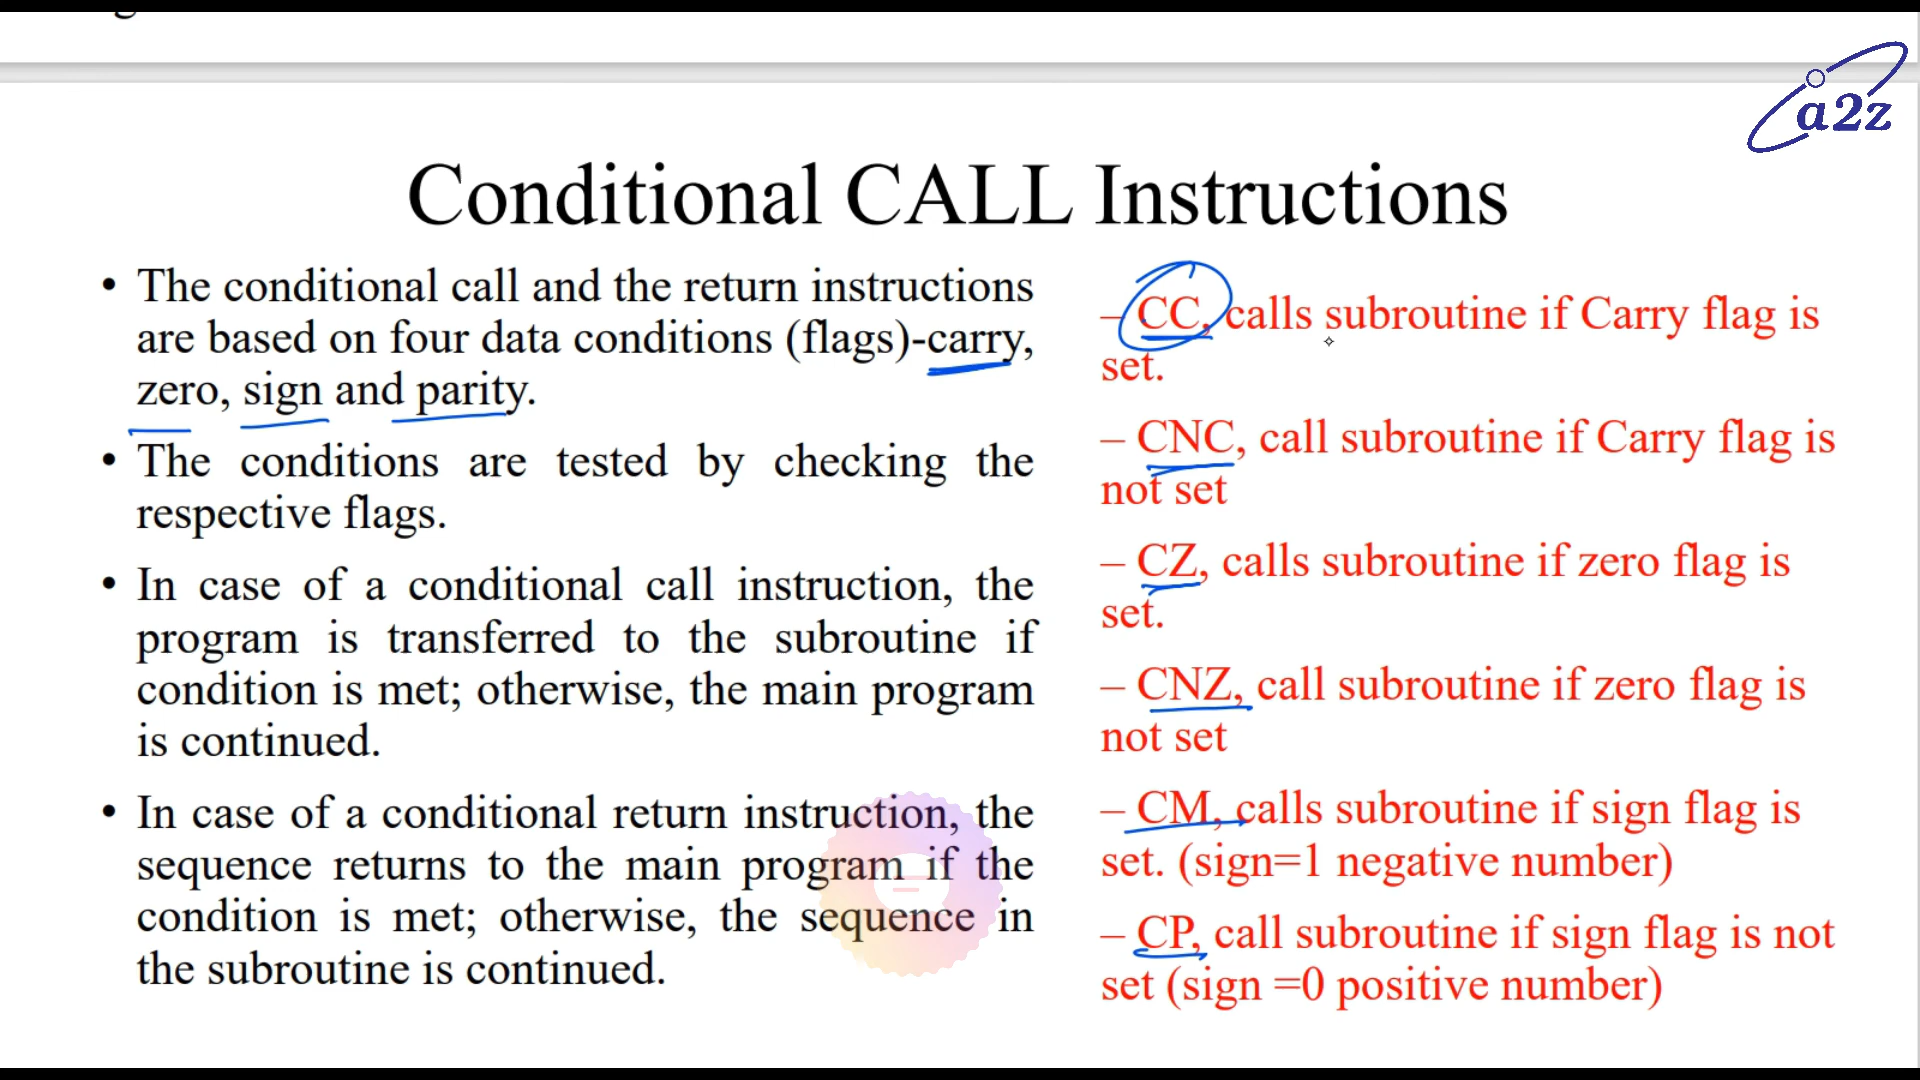 a2z
Conditional CALL Instructions
• The conditional call and the return instructions
are based on four data conditions (flags)-carry,
zero, sign and parity.
• The conditions are tested by checking the
respective flags.
• In case of a conditional call instruction, the
program is transferred to the subroutine if
condition is met; otherwise, the main program
is continued.
• In case of a conditional return instruction, the
sequence returns to the main program if the
condition is met; otherwise, the sequence in
the subroutine is continued.
– CC, calls subroutine if Carry flag is
set.
– CNC, call subroutine if Carry flag is
not set
– CZ, calls subroutine if zero flag is
set.
– CNZ, call subroutine if zero flag is
not set
– CM, calls subroutine if sign flag is
set. (sign=1 negative number)
– CP, call subroutine if sign flag is not
set (sign =0 positive number)